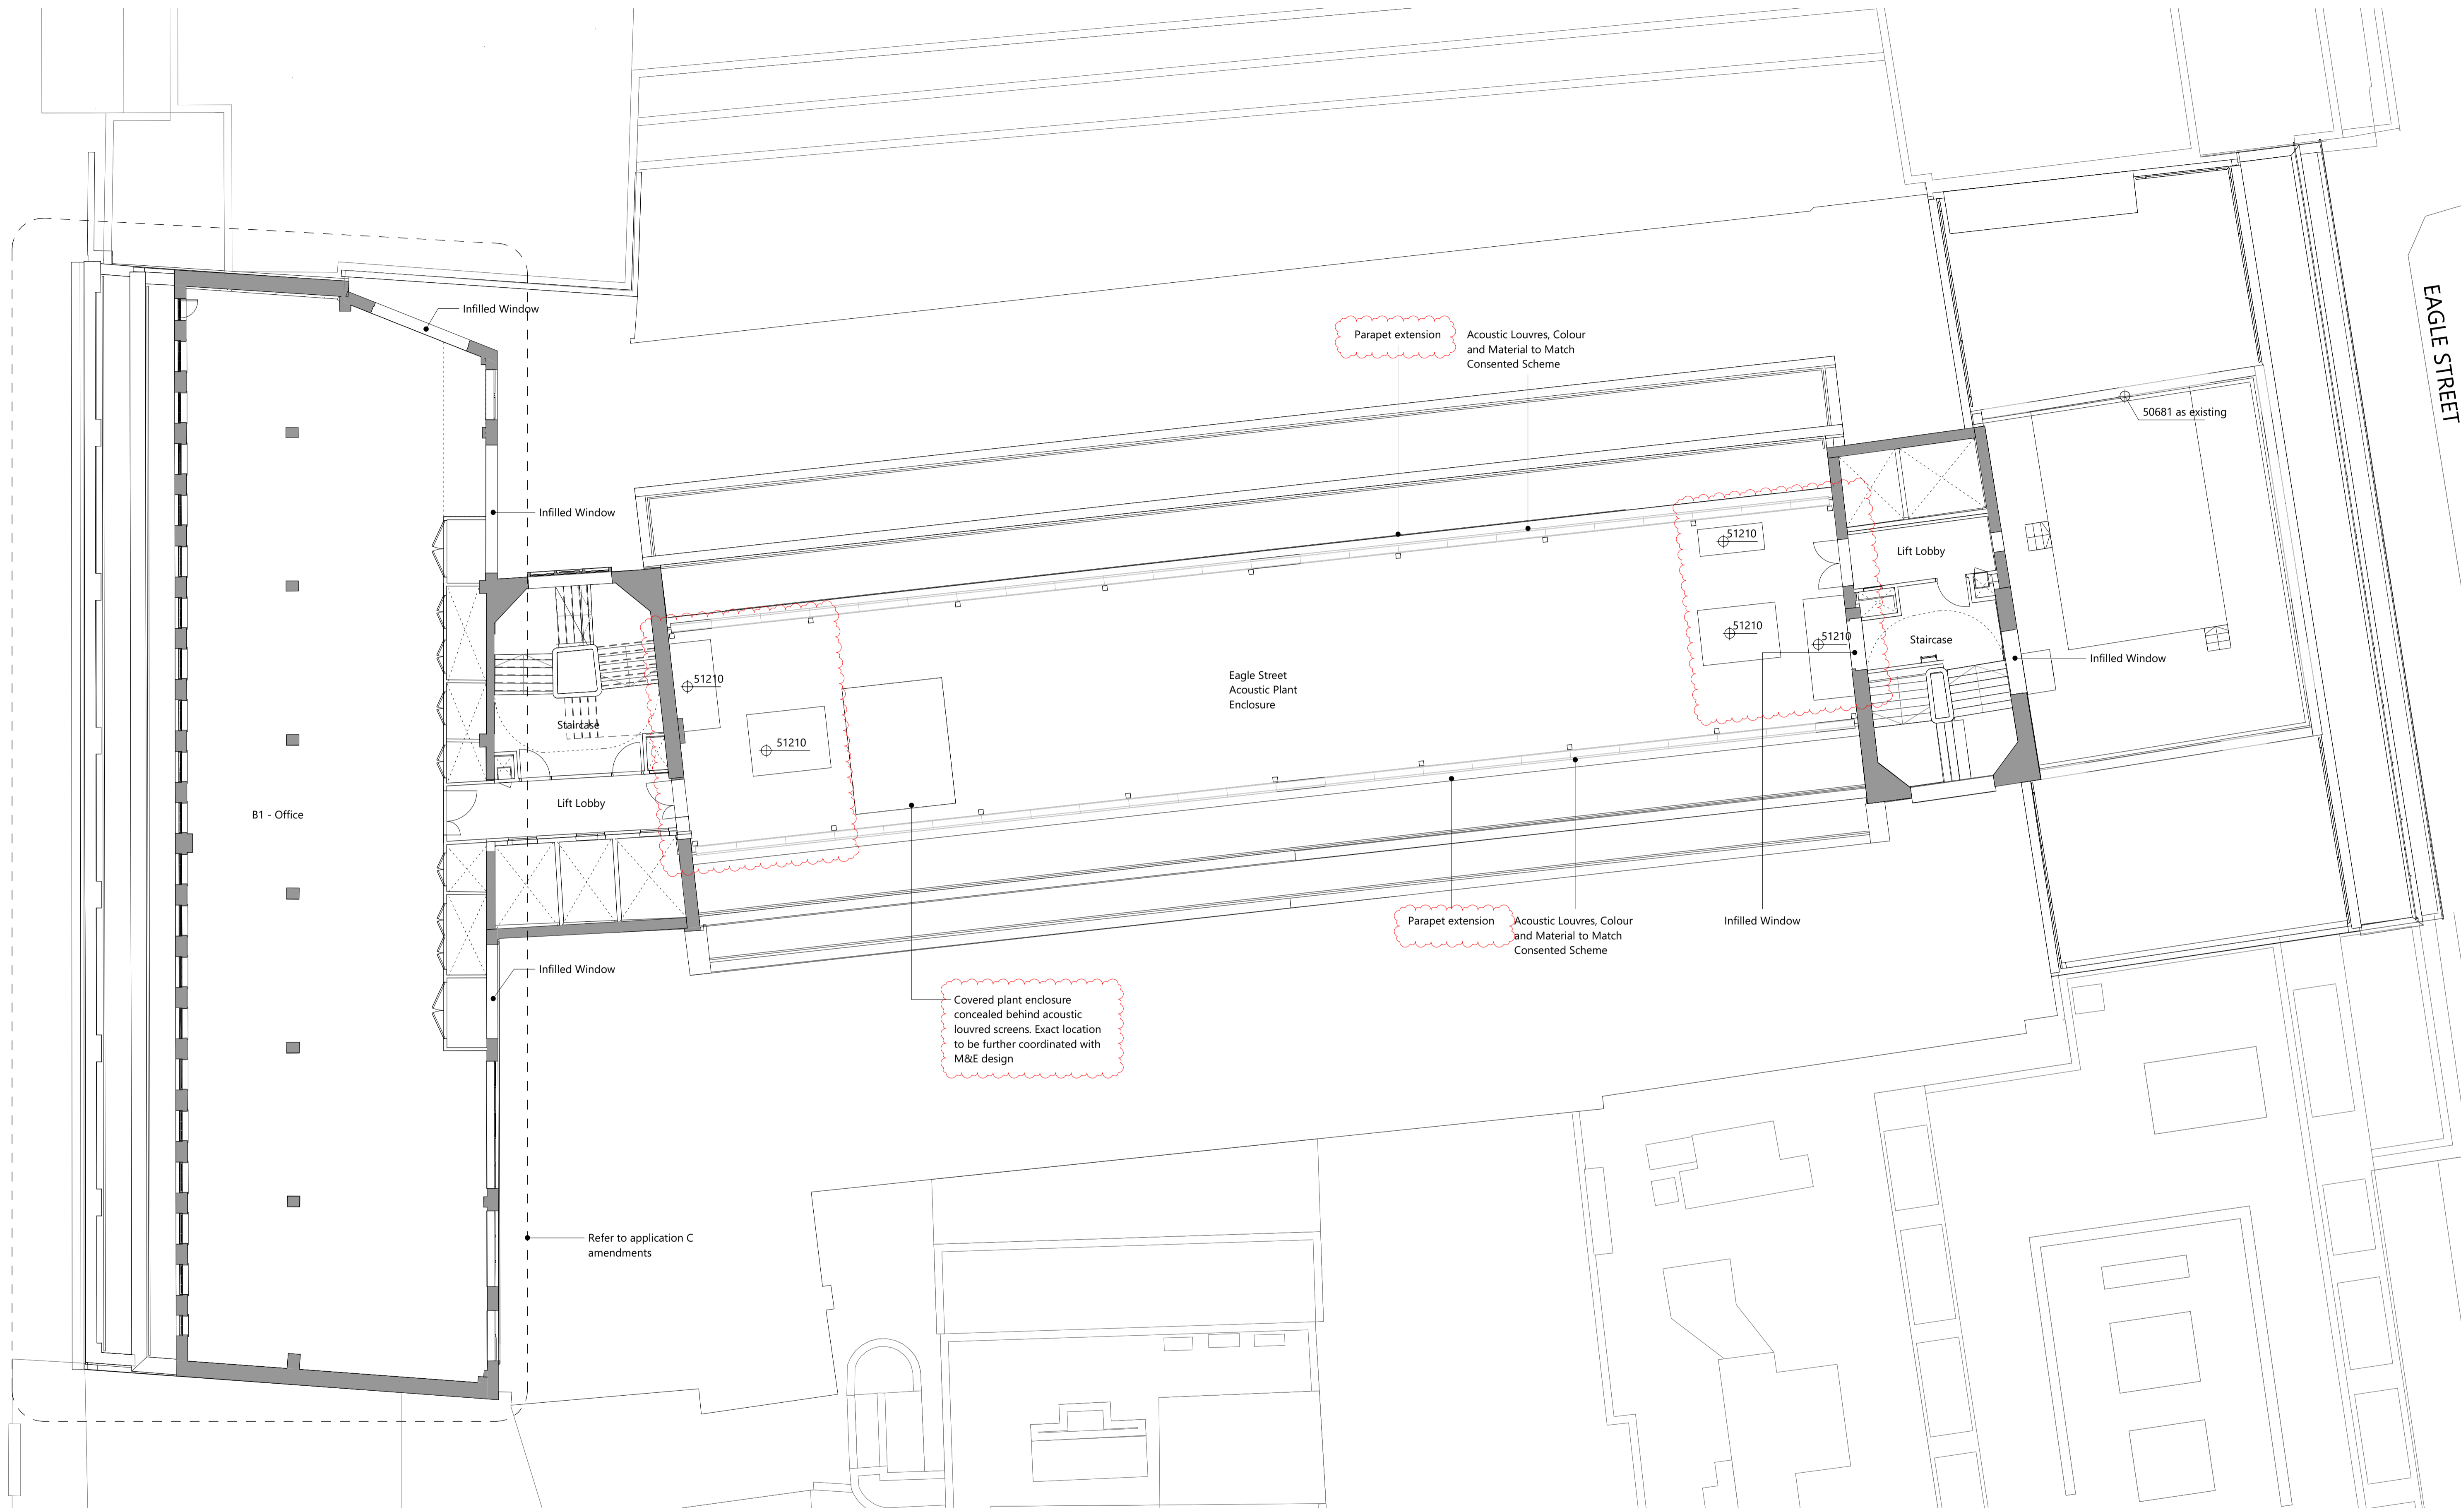 Infilled Window
Parapet extension
Acoustic Louvres, Colour
and Material to Match
Consented Scheme
EAGLE STREET
50681 as existing
Infilled Window
51210
Lift Lobby
51210
51210
Staircase
Infilled Window
51210
Eagle Street
Acoustic Plant
Enclosure
Staircase
51210
Lift Lobby
B1 - Office
Parapet extension
Acoustic Louvres, Colour
and Material to Match
Consented Scheme
Infilled Window
Infilled Window
Covered plant enclosure
concealed behind acoustic
louvred screens. Exact location
to be further coordinated with
M&E design
Refer to application C
amendments